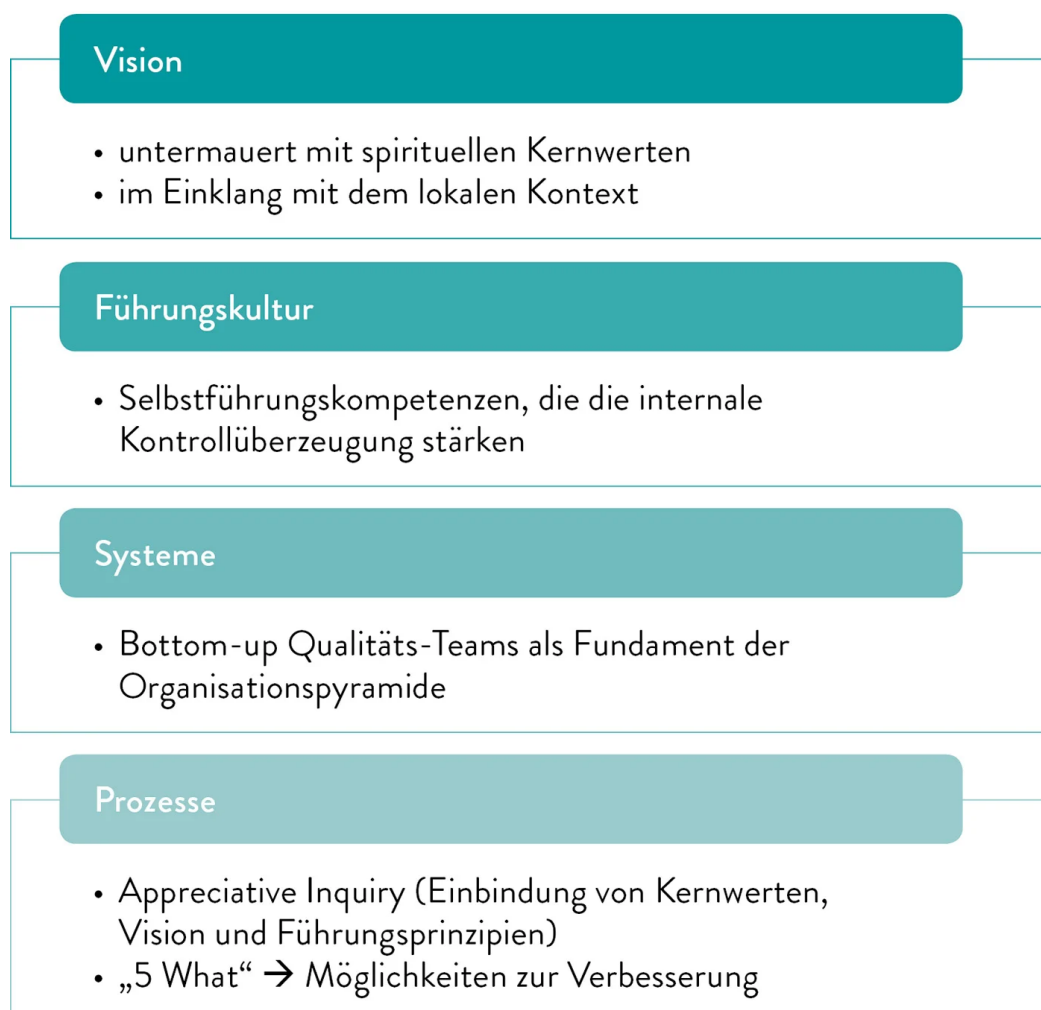 Vision
• untermauert mit spirituellen Kernwerten
• im Einklang mit dem lokalen Kontext
Führungskultur
• Selbstführungskompetenzen, die die internale
Kontrollüberzeugung stärken
Systeme
• Bottom-up Qualitäts-Teams als Fundament der
Organisationspyramide
Prozesse
• Appreciative Inquiry (Einbindung von Kernwerten,
Vision und Führungsprinzipien)
• „5 What“ → Möglichkeiten zur Verbesserung